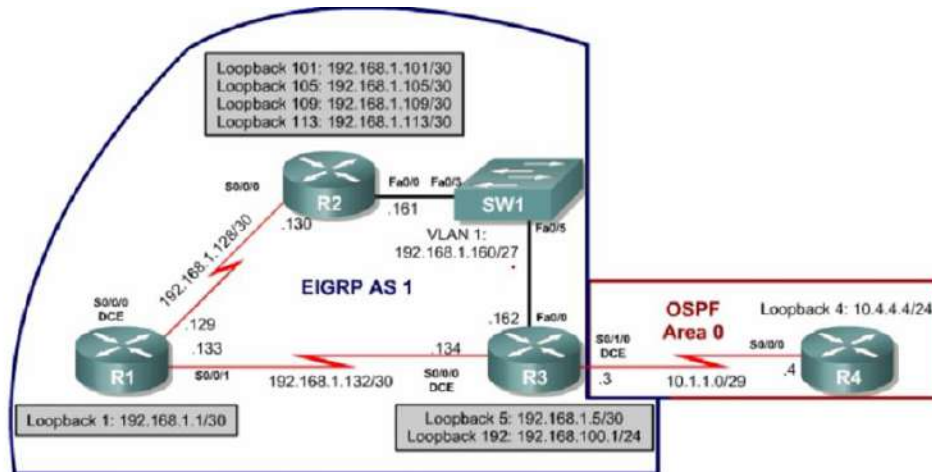 Loopback 101: 192.168.1.101/30
Loopback 105: 192.168.1.105/30
Loopback 109: 192.168.1.109/30
Loopback 113: 192.168.1.113/30
S0/0/0
R2
.130
Fa0/0
.161
Fa0/3
SW1
Fa0/5
VLAN 1:
192.168.1.160/27
192.168.1.128/30
EIGRP AS 1
S0/0/0
DCE
.129
.133
R1
S0/0/1
192.168.1.132/30
.134
S0/0/0
DCE
.162
Fa0/0
R3
S0/1/0
DCE
.3
OSPF
Area 0
Loopback 4: 10.4.4.4/24
S0/0/0
10.1.1.0/29
.4
R4
Loopback 1: 192.168.1.1/30
Loopback 5: 192.168.1.5/30
Loopback 192: 192.168.100.1/24